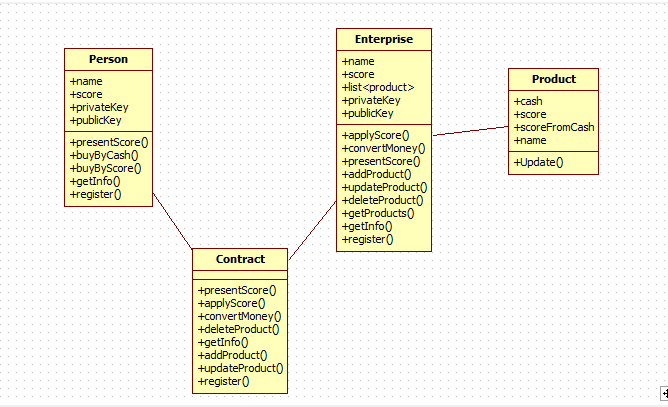 Person
+name
+score
+privateKey
+publicKey
+presentScore()
+buyByCash()
+buyByScore()
+getInfo()
+register()
Enterprise
+name
+score
+list<product>
+privateKey
+publicKey
+applyScore()
+convertMoney()
+presentScore()
+addProduct()
+updateProduct()
+deleteProduct()
+getProducts()
+getInfo()
+register()
Product
+cash
+score
+scoreFromCash
+name
+Update()
Contract
+presentScore()
+applyScore()
+convertMoney()
+deleteProduct()
+getInfo()
+addProduct()
+updateProduct()
+register()